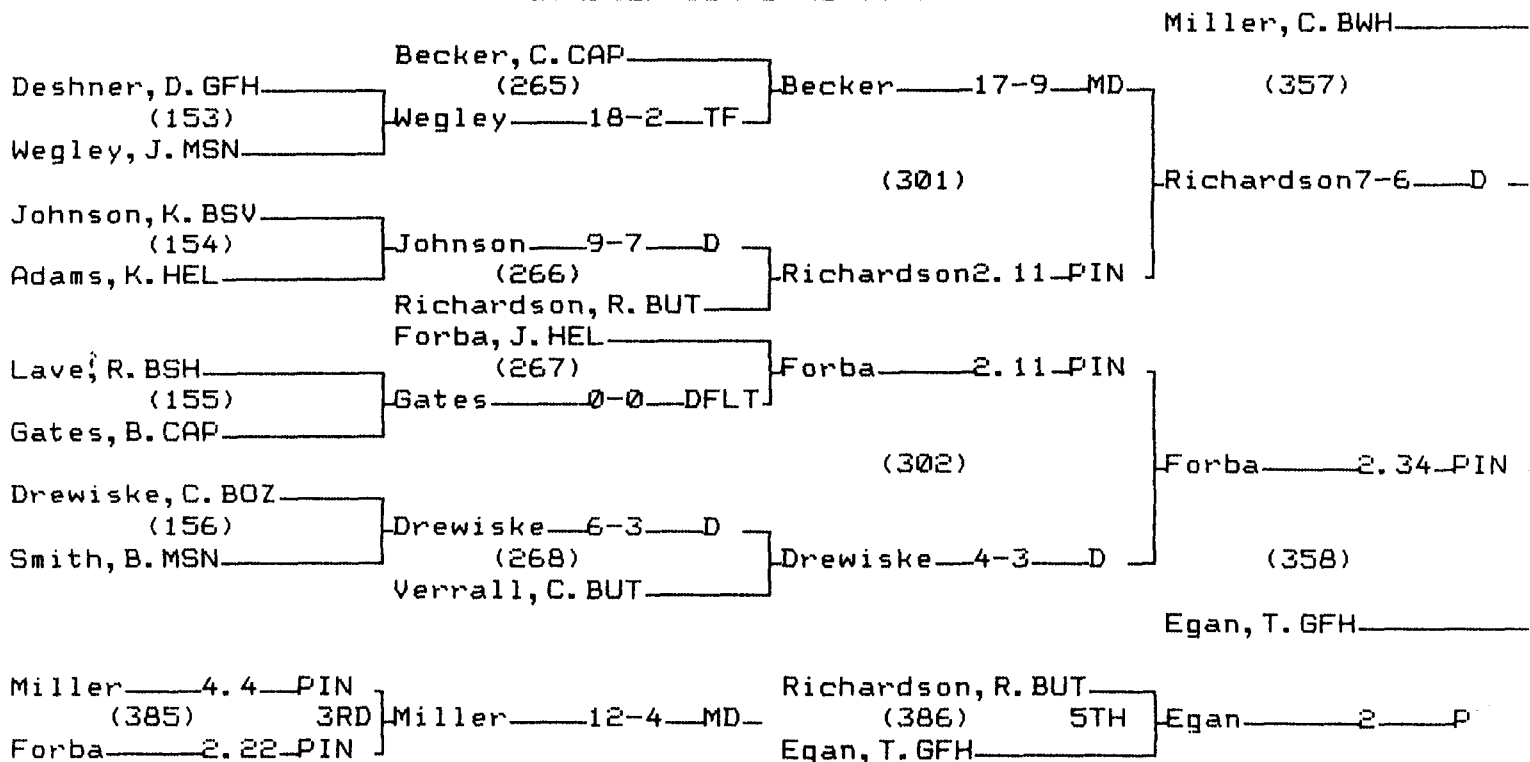 Miller, C. BWH
Becker, C. CAP
Deshner, D. GFH (265) Becker 17-9 MD (357)
(153) Wegley 18-2 TF
Wegley, J. MSN
(301) Richardson 7-6 D
Johnson, K. BSV
(154) Johnson 9-7 D
Adams, K. HEL (266) Richardson 2.11 PIN
Richardson, R. BUT
Forba, J. HEL
Lave, R. BSH (267) Forba 2.11 PIN
(155) Gates 0-0 DFLT
Gates, B. CAP
(302) Forba 2.34 PIN
Drewiske, C. BOZ
(156) Drewiske 6-3 D
Smith, B. MSN (268) Drewiske 4-3 D (358)
Verrall, C. BUT
Egan, T. GFH
Miller 4.4 PIN Richardson, R. BUT
(385) 3RD Miller 12-4 MD (386) 5TH Egan 2 P
Forba 2.22 PIN Egan, T. GFH